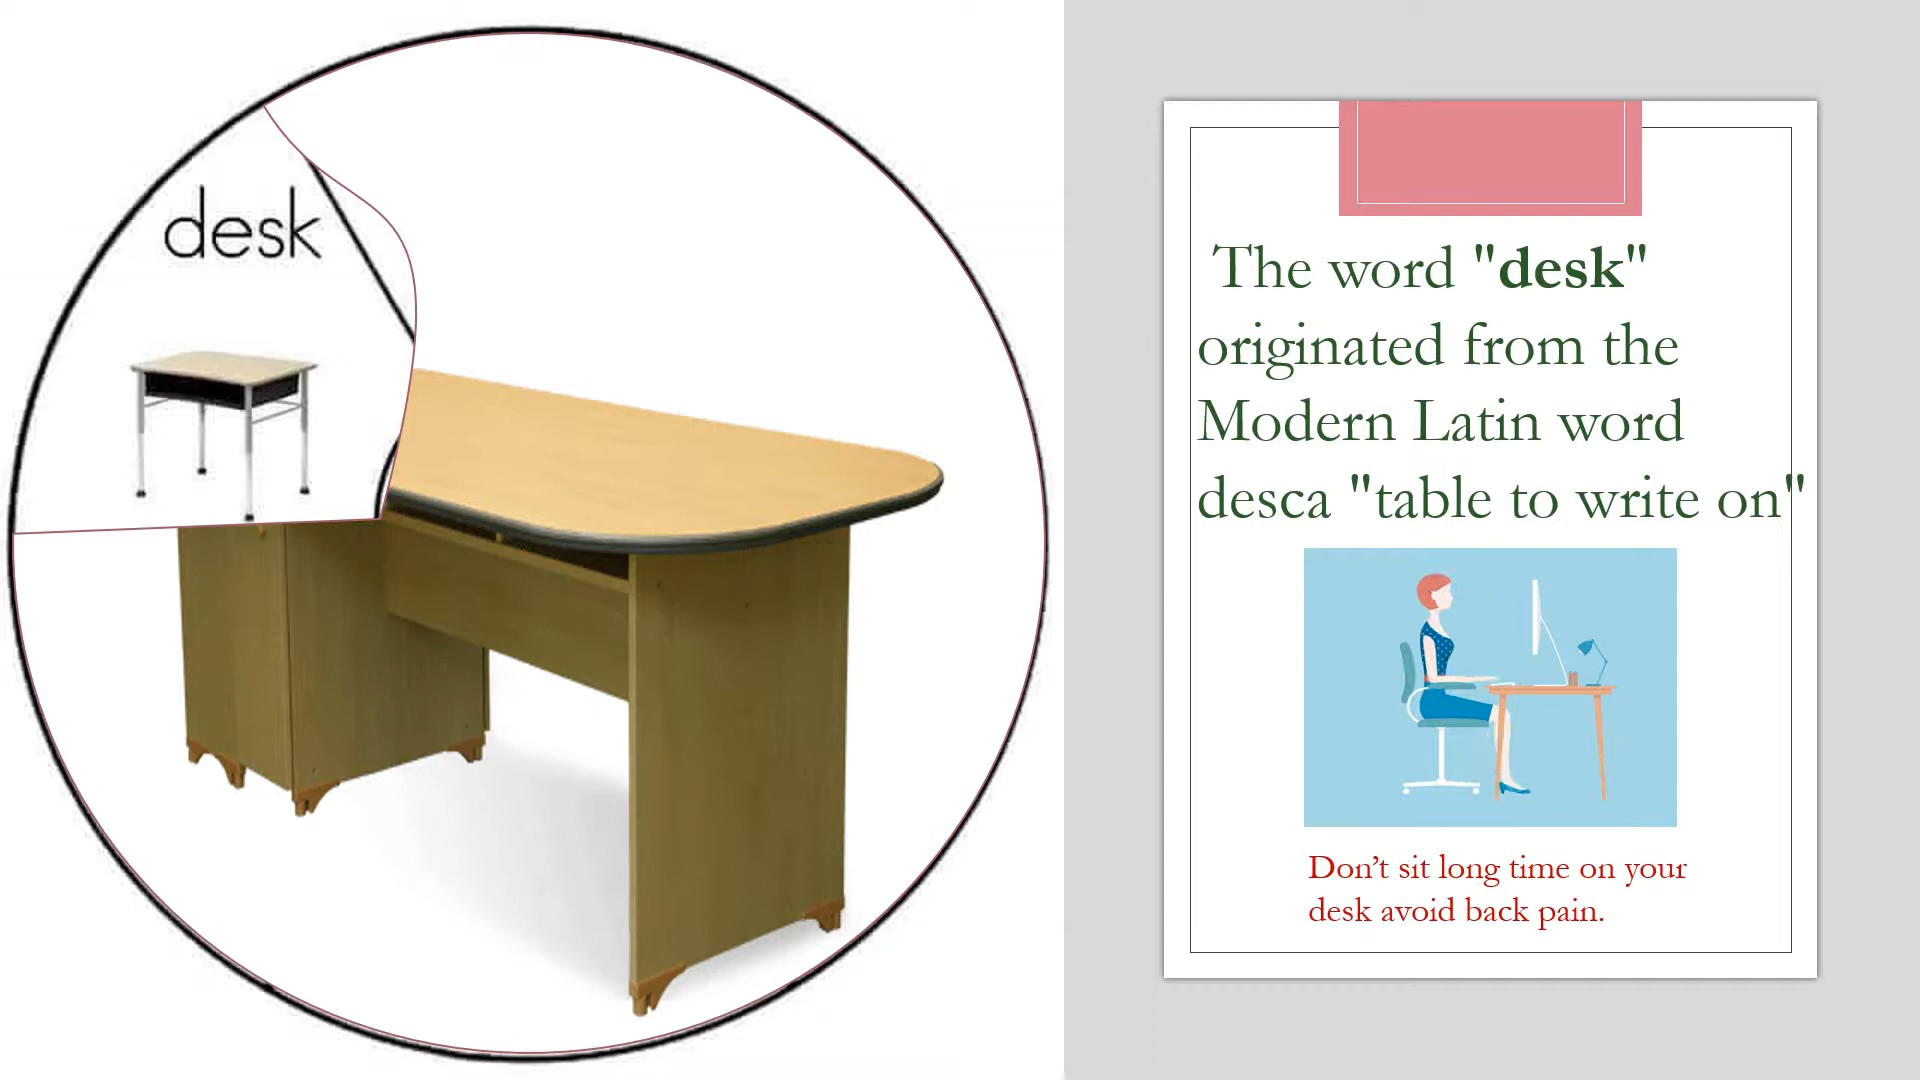 desk
The word "desk"
originated from the
Modern Latin word
desca "table to write on"
Don’t sit long time on your
desk avoid back pain.